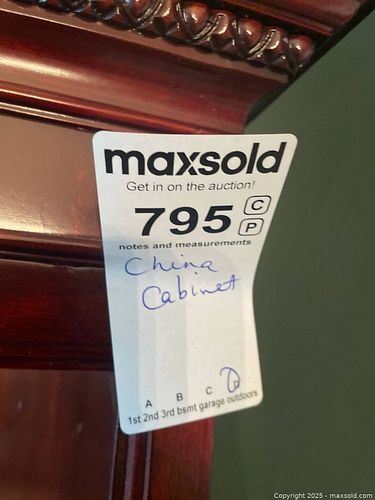 maxsold
Get in on the auction!
795 C
P
notes and measurements
China
Cabinet
A B C D
1st 2nd 3rd bsmt garage outdoors
Copyright 2025 - maxsold.com